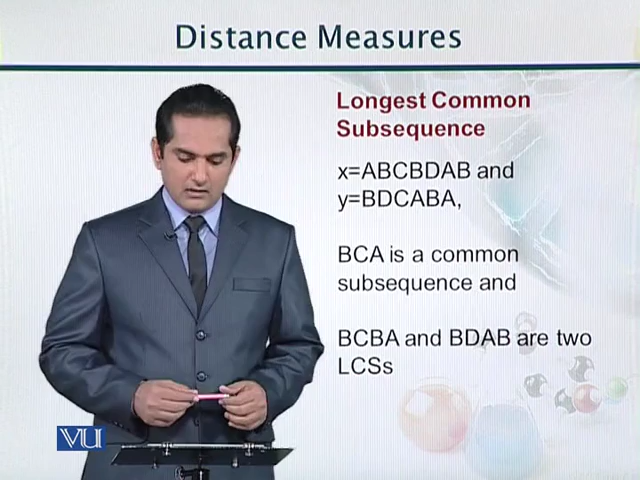 Distance Measures
Longest Common
Subsequence
x=ABCBDAB and
y=BDCABA,
BCA is a common
subsequence and
BCBA and BDAB are two
LCSs
VU